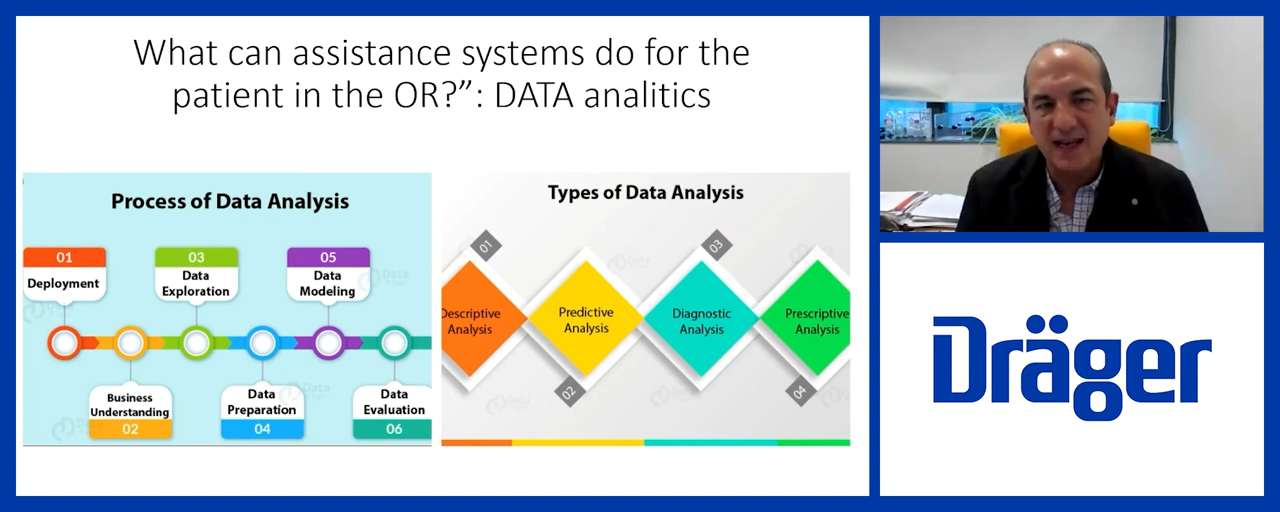 What can assistance systems do for the
patient in the OR?”: DATA analitics
Process of Data Analysis
01
Deployment
03
Data
Exploration
05
Data
Modeling
Business
Understanding
02
Data
Preparation
04
Data
Evaluation
06
Types of Data Analysis
01
Descriptive
Analysis
02
Predictive
Analysis
03
Diagnostic
Analysis
04
Prescriptive
Analysis
Dräger